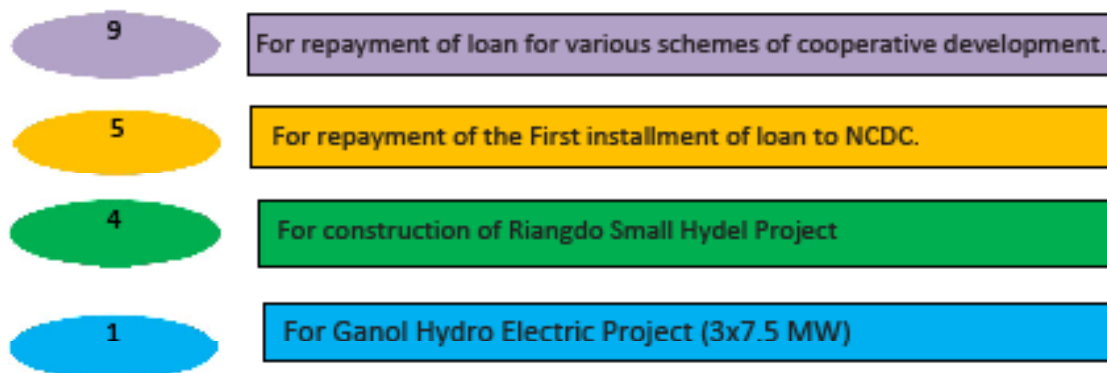 9
For repayment of loan for various schemes of cooperative development.
5
For repayment of the First installment of loan to NCDC.
4
For construction of Riangdo Small Hydel Project
1
For Ganol Hydro Electric Project (3x7.5 MW)